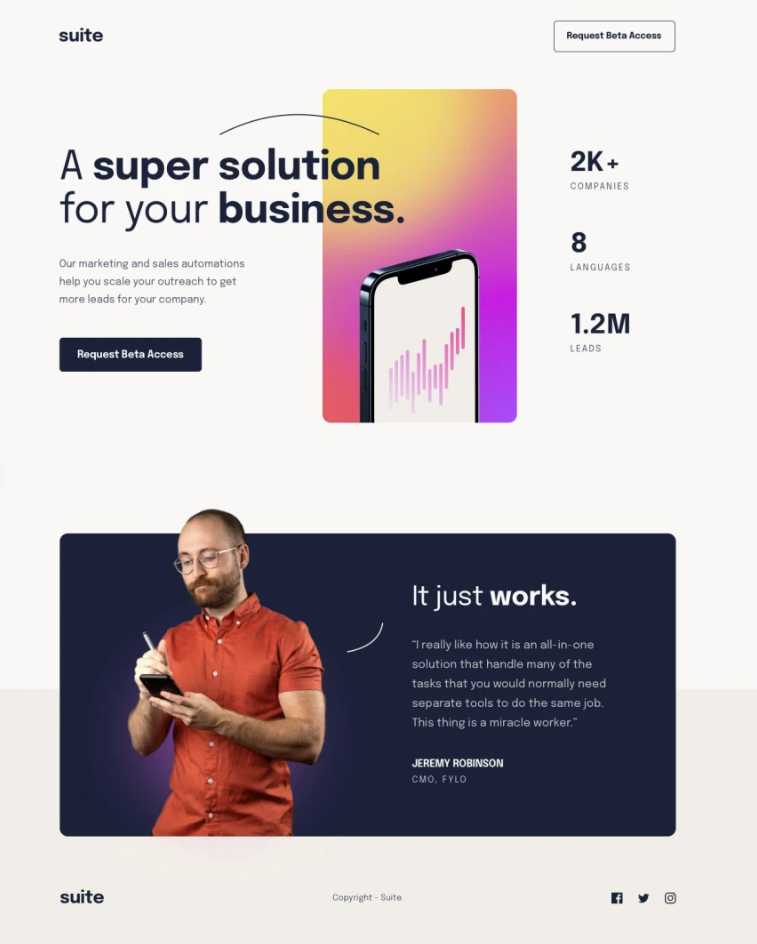 suite
Request Beta Access
A super solution
for your business.
Our marketing and sales automations
help you scale your outreach to get
more leads for your company.
Request Beta Access
2K+
COMPANIES
8
LANGUAGES
1.2M
LEADS
It just works.
“I really like how it is an all-in-one
solution that handle many of the
tasks that you would normally need
separate tools to do the same job.
This thing is a miracle worker.”
JEREMY ROBINSON
CMO, FYLO
suite
Copyright - Suite